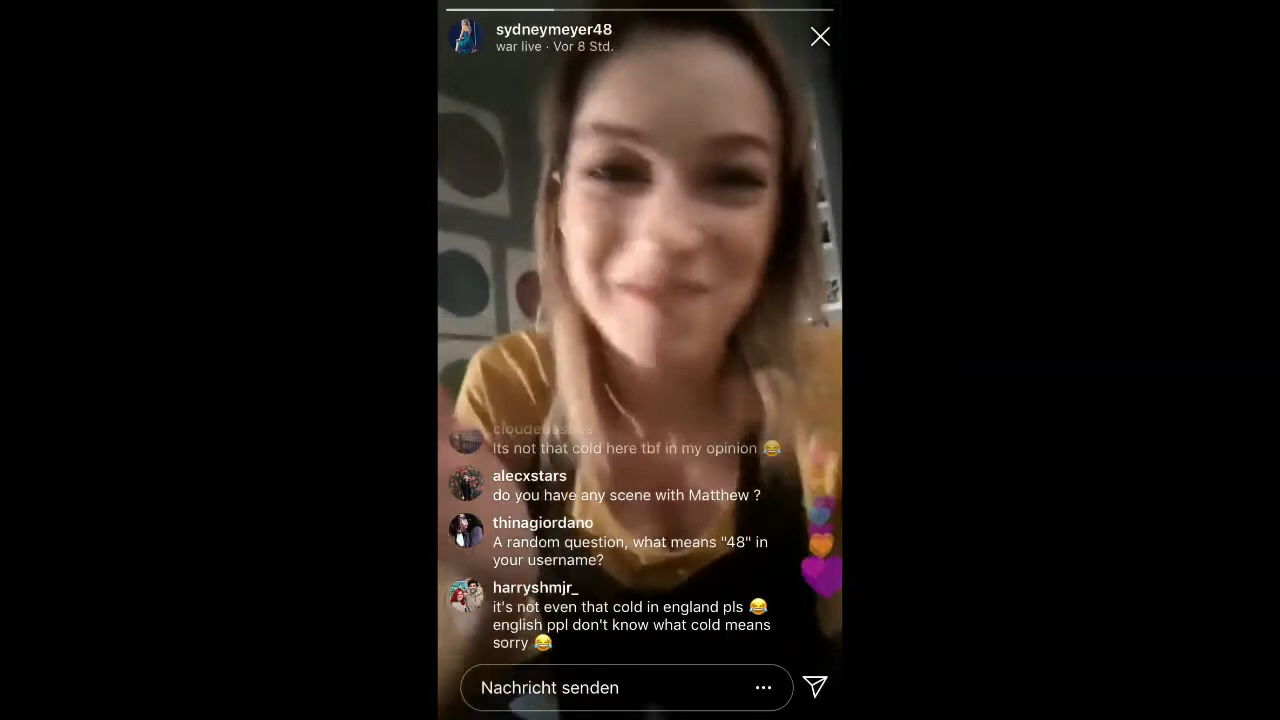 sydneymeyer48
war live · Vor 8 Std.
Its not that cold here tbf in my opinion 😂
alecxstars
do you have any scene with Matthew ?
thinagiordano
A random question, what means "48" in
your username?
harryshmjr_
it's not even that cold in england pls 😂
english ppl don't know what cold means
sorry 😂
Nachricht senden